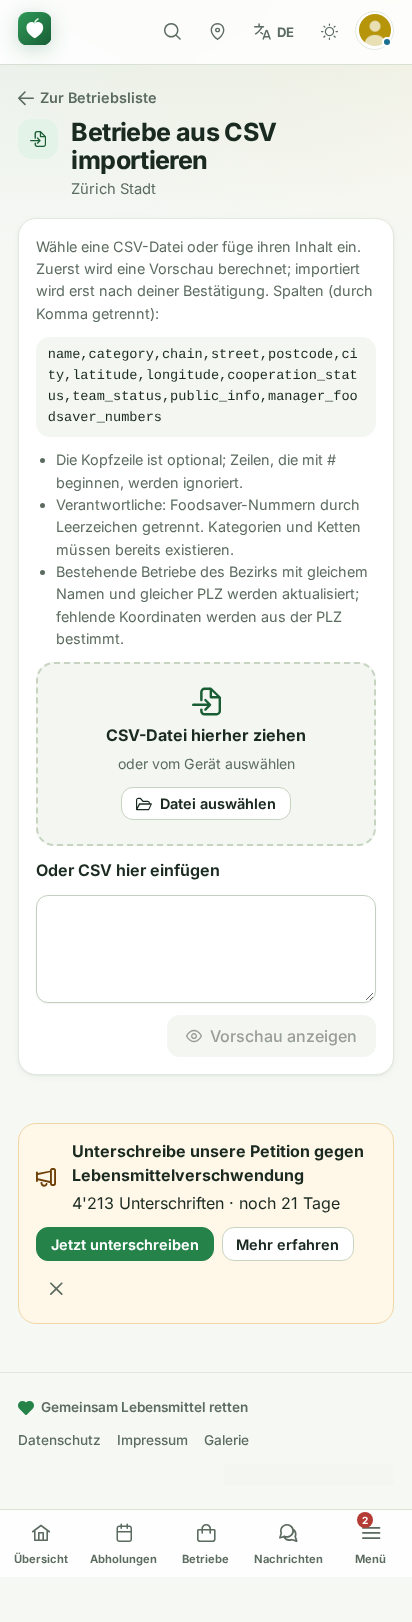 DE
Zur Betriebsliste
Betriebe aus CSV
importieren
Zürich Stadt
Wähle eine CSV-Datei oder füge ihren Inhalt ein.
Zuerst wird eine Vorschau berechnet; importiert
wird erst nach deiner Bestätigung. Spalten (durch
Komma getrennt):
name,category,chain,street,postcode,ci
ty,latitude,longitude,cooperation_stat
us,team_status,public_info,manager_foo
dsaver_numbers
• Die Kopfzeile ist optional; Zeilen, die mit #
beginnen, werden ignoriert.
• Verantwortliche: Foodsaver-Nummern durch
Leerzeichen getrennt. Kategorien und Ketten
müssen bereits existieren.
• Bestehende Betriebe des Bezirks mit gleichem
Namen und gleicher PLZ werden aktualisiert;
fehlende Koordinaten werden aus der PLZ
bestimmt.
CSV-Datei hierher ziehen
oder vom Gerät auswählen
Datei auswählen
Oder CSV hier einfügen
Vorschau anzeigen
Unterschreibe unsere Petition gegen
Lebensmittelverschwendung
4'213 Unterschriften · noch 21 Tage
Jetzt unterschreiben Mehr erfahren
Gemeinsam Lebensmittel retten
Datenschutz Impressum Galerie
2
Übersicht Abholungen Betriebe Nachrichten Menü